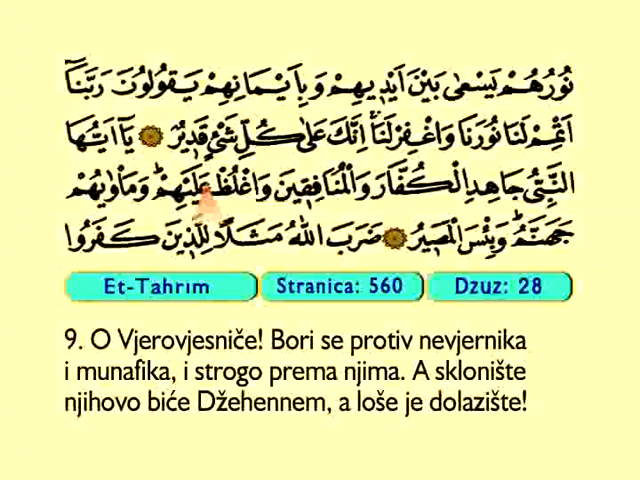 نُورُهُمْ يَسْعٰى بَيْنَ اَيْدٖيهِمْ وَبِاَيْمَانِهِمْ يَقُولُونَ رَبَّنَٓا
اَتْمِمْ لَنَا نُورَنَا وَاغْفِرْ لَنَاۚ اِنَّكَ عَلٰى كُلِّ شَيْءٍ قَدٖيرٌ يَٓا اَيُّهَا
النَّبِيُّ جَاهِدِ الْكُفَّارَ وَالْمُنَافِقٖينَ وَاغْلُظْ عَلَيْهِمْۜ وَمَأْوٰيهُمْ
جَهَنَّمُۜ وَبِئْسَ الْمَصٖيرُ ضَرَبَ اللّٰهُ مَثَلًا لِلَّذٖينَ كَفَرُوا
Et-Tahrım Stranica: 560 Dzuz: 28
9. O Vjerovjesniče! Bori se protiv nevjernika
i munafika, i strogo prema njima. A sklonište
njihovo biće Džehennem, a loše je dolazište!